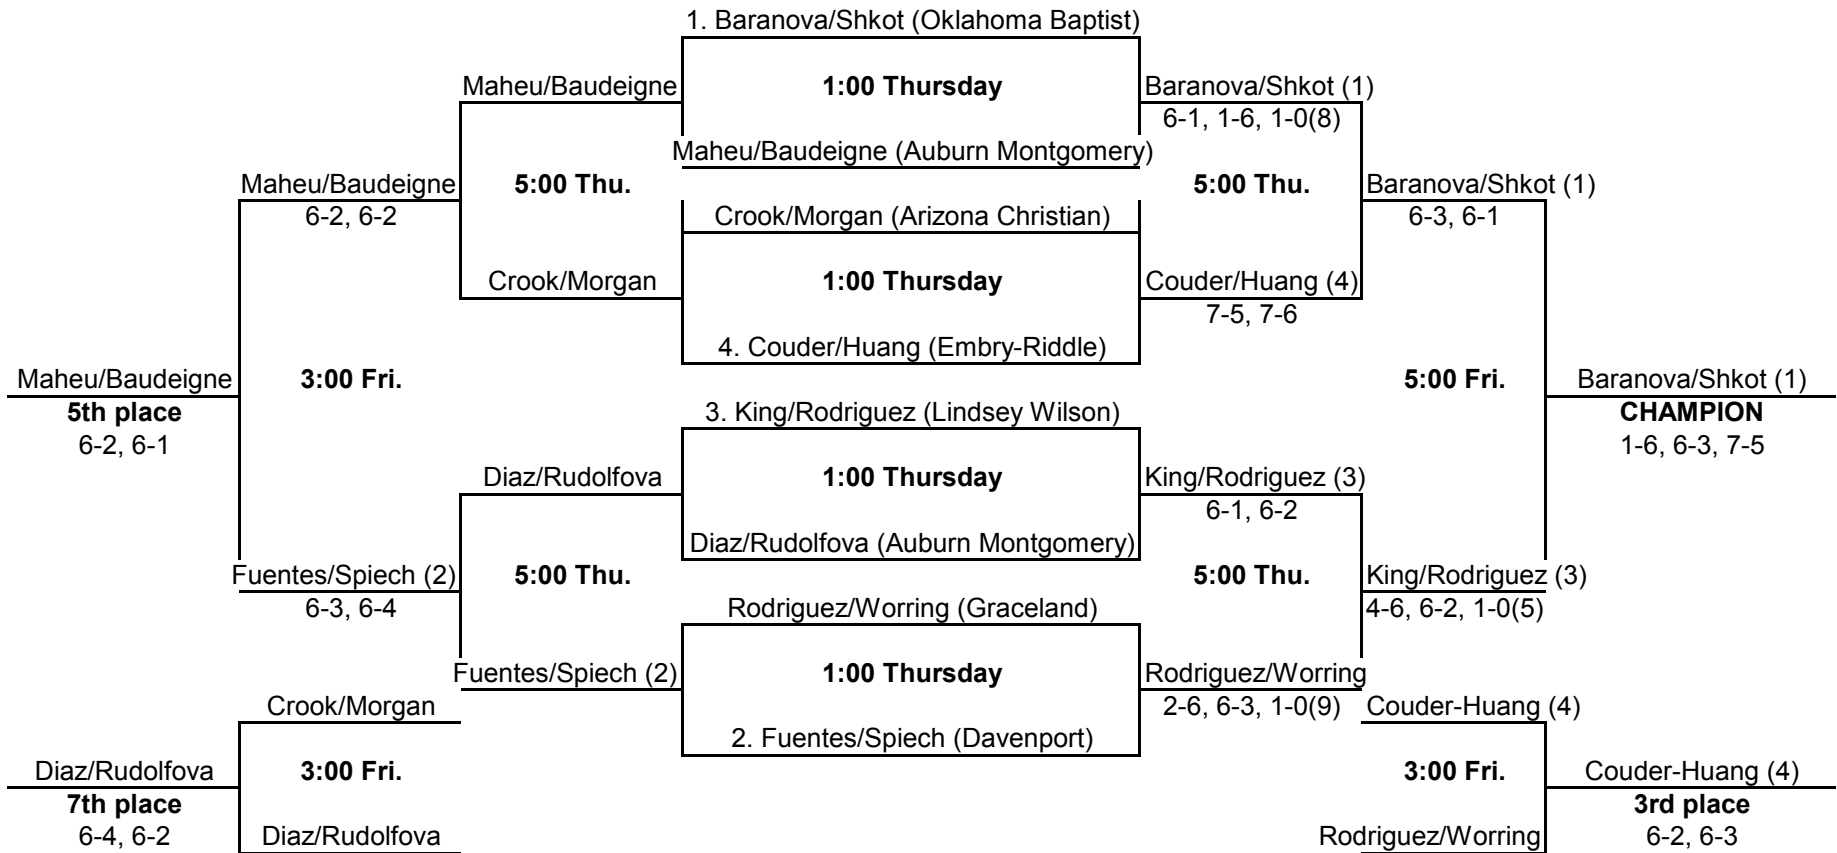 1. Baranova/Shkot (Oklahoma Baptist)
Maheu/Baudeigne
1:00 Thursday
Baranova/Shkot (1)
6-1, 1-6, 1-0(8)
Maheu/Baudeigne (Auburn Montgomery)
Maheu/Baudeigne
5:00 Thu.
5:00 Thu.
Baranova/Shkot (1)
6-2, 6-2
Crook/Morgan (Arizona Christian)
6-3, 6-1
Crook/Morgan
1:00 Thursday
Couder/Huang (4)
7-5, 7-6
4. Couder/Huang (Embry-Riddle)
Maheu/Baudeigne
3:00 Fri.
5:00 Fri.
Baranova/Shkot (1)
5th place
3. King/Rodriguez (Lindsey Wilson)
CHAMPION
6-2, 6-1
1-6, 6-3, 7-5
Diaz/Rudolfova
1:00 Thursday
King/Rodriguez (3)
6-1, 6-2
Diaz/Rudolfova (Auburn Montgomery)
Fuentes/Spiech (2)
5:00 Thu.
5:00 Thu.
King/Rodriguez (3)
6-3, 6-4
Rodriguez/Worring (Graceland)
4-6, 6-2, 1-0(5)
Fuentes/Spiech (2)
1:00 Thursday
Rodriguez/Worring
Crook/Morgan
2-6, 6-3, 1-0(9)
Couder-Huang (4)
2. Fuentes/Spiech (Davenport)
Diaz/Rudolfova
3:00 Fri.
3:00 Fri.
Couder-Huang (4)
7th place
3rd place
6-4, 6-2
Diaz/Rudolfova
Rodriguez/Worring
6-2, 6-3